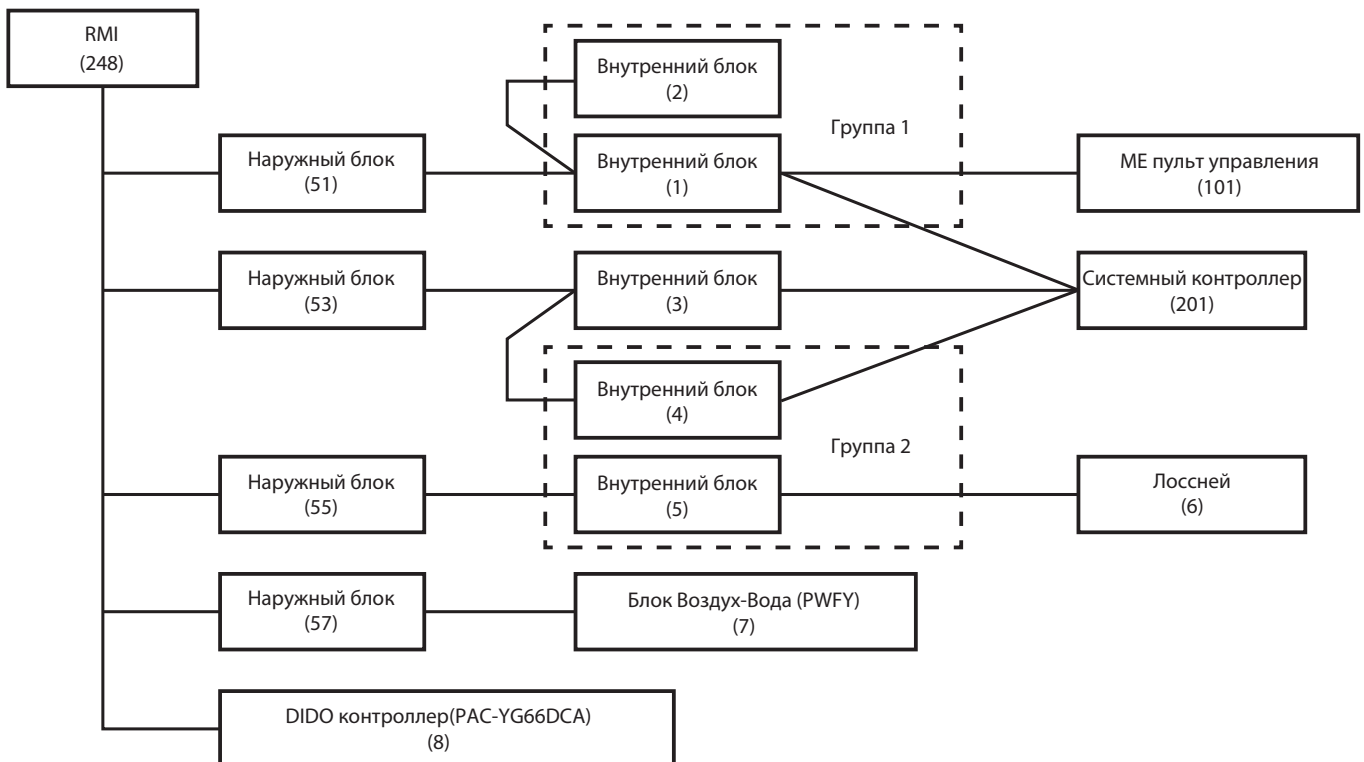 RMI
(248)
Внутренний блок
(2)
Группа 1
Наружный блок
(51)
Внутренний блок
(1)
ME пульт управления
(101)
Наружный блок
(53)
Внутренний блок
(3)
Системный контроллер
(201)
Внутренний блок
(4)
Группа 2
Наружный блок
(55)
Внутренний блок
(5)
Лоссней
(6)
Наружный блок
(57)
Блок Воздух-Вода (PWFY)
(7)
DIDO контроллер(PAC-YG66DCA)
(8)